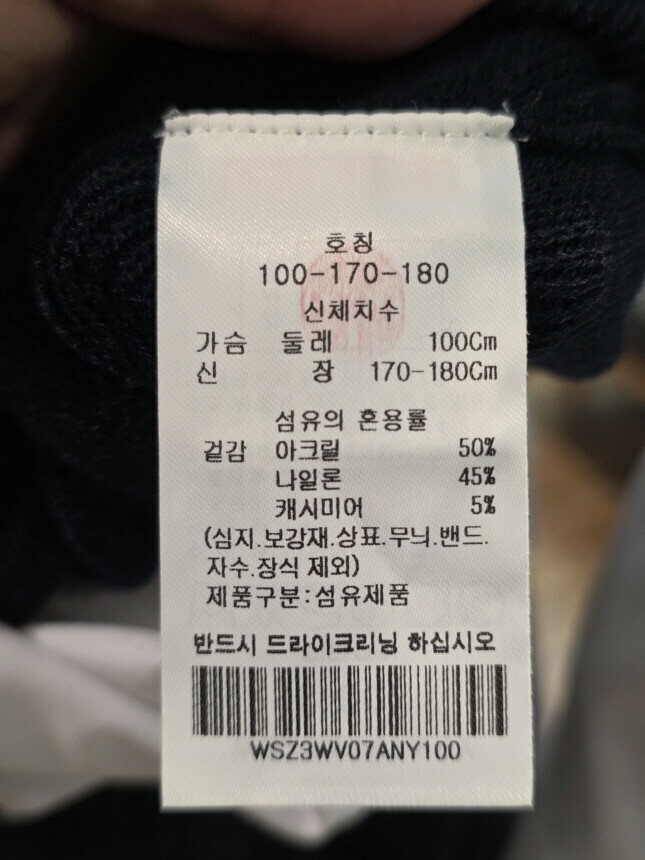 호칭
100-170-180
신체치수
가슴 둘레 100Cm
신 장 170-180Cm
섬유의 혼용률
겉감 아크릴 50%
나일론 45%
캐시미어 5%
(심지.보강재.상표.무늬.밴드.
자수.장식 제외)
제품구분:섬유제품
반드시 드라이크리닝 하십시오
WSZ3WV07ANY100